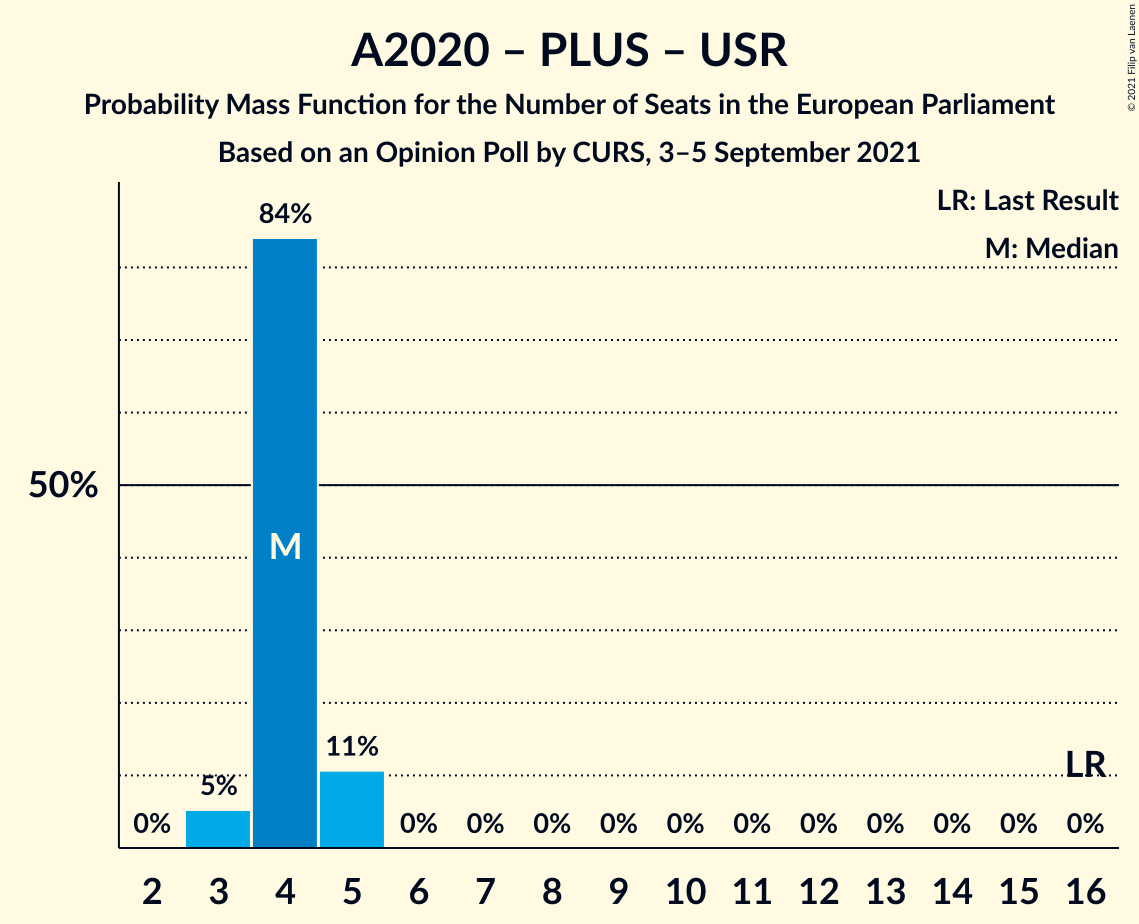 A2020 – PLUS – USR
Probability Mass Function for the Number of Seats in the European Parliament
Based on an Opinion Poll by CURS, 3–5 September 2021
© 2021 Filip van Laenen
LR: Last Result
M: Median
84%
50%
M
11%
LR
5%
0% 0% 0% 0% 0% 0% 0% 0% 0% 0% 0% 0%
2 3 4 5 6 7 8 9 10 11 12 13 14 15 16